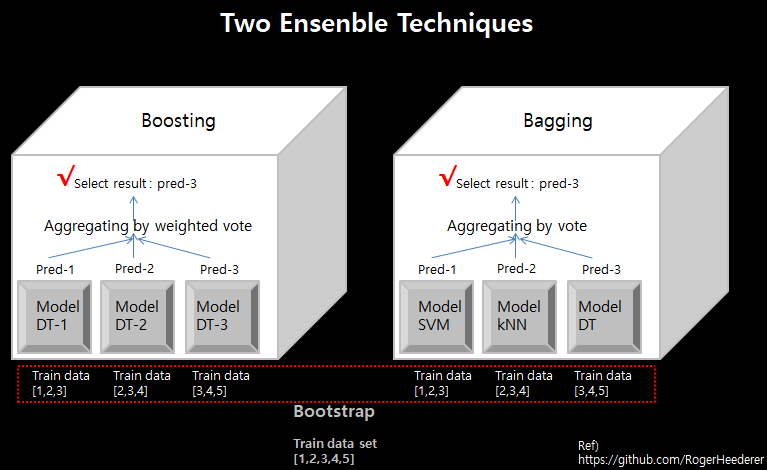 Two Ensenble Techniques
Boosting
√Select result: pred-3
Aggregating by weighted vote
Pred-1 Pred-2 Pred-3
Model DT-1
Model DT-2
Model DT-3
Train data [1,2,3]
Train data [2,3,4]
Train data [3,4,5]
Bagging
√Select result: pred-3
Aggregating by vote
Pred-1 Pred-2 Pred-3
Model SVM
Model kNN
Model DT
Train data [1,2,3]
Train data [2,3,4]
Train data [3,4,5]
Bootstrap
Train data set
[1,2,3,4,5]
Ref)
https://github.com/RogerHeederer